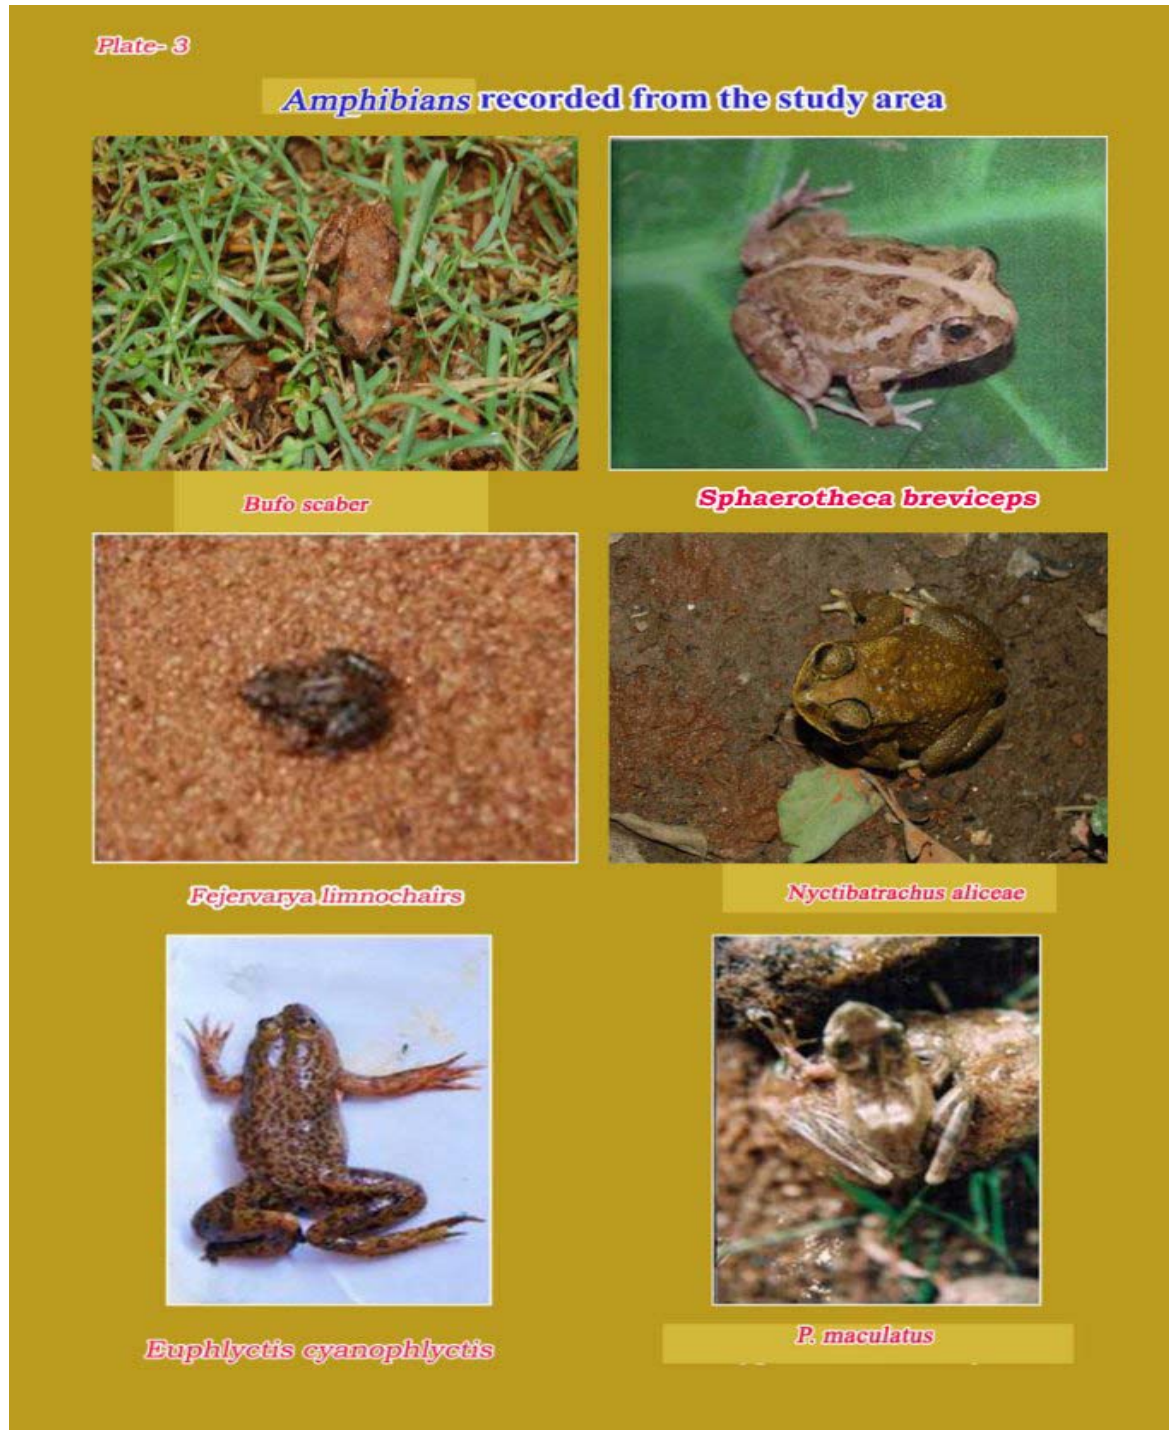 Plate- 3
Amphibians recorded from the study area
Bufo scaber
Sphaerotheca breviceps
Fejervarya limnochairs
Nyctibatrachus aliceae
Euphlyctis cyanophlyctis
P. maculatus